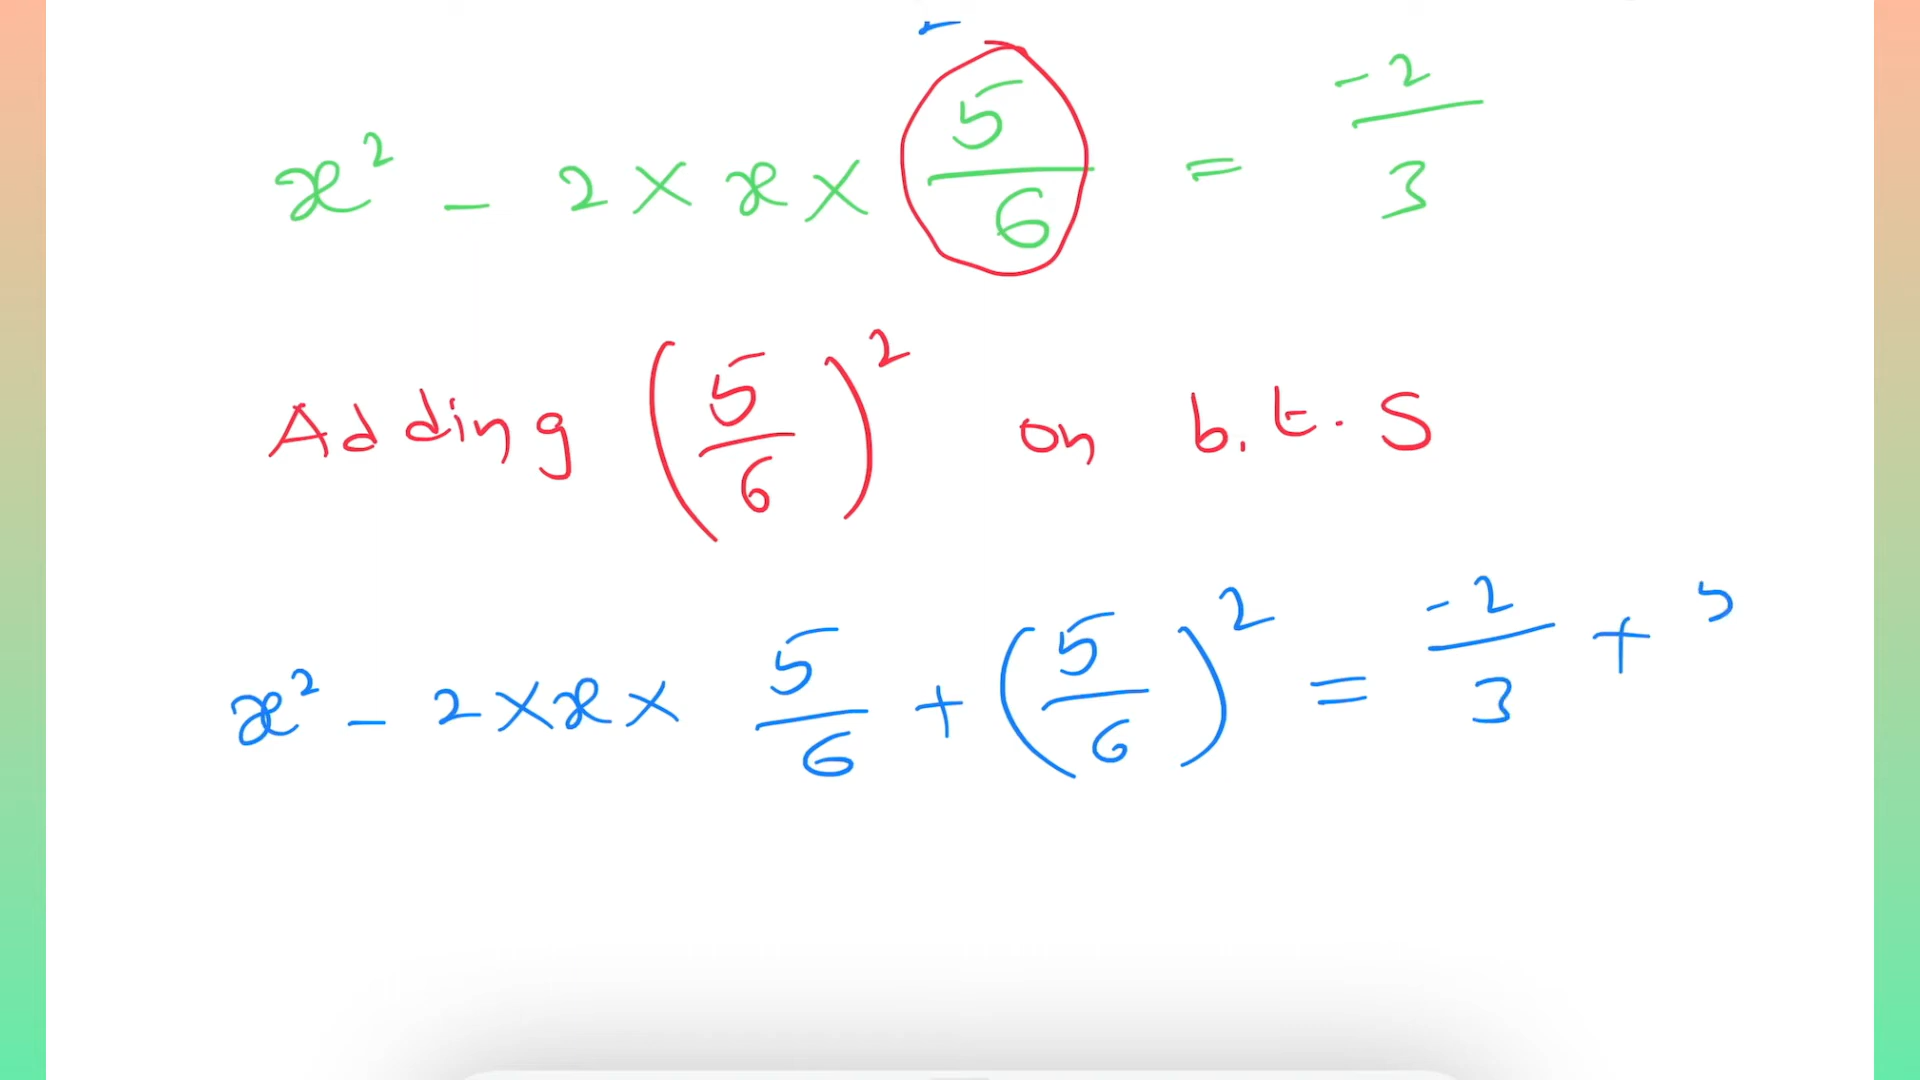 x² - 2 × x × 5/6 = -2/3
Adding (5/6)² on b.t.S
x² - 2 × x × 5/6 + (5/6)² = -2/3 +